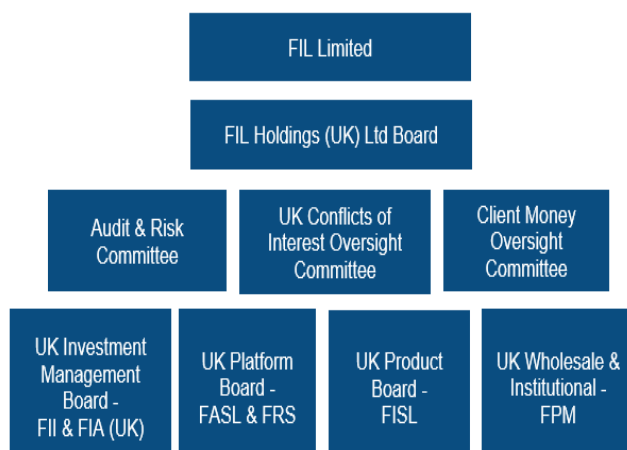 FIL Limited
FIL Holdings (UK) Ltd Board
Audit & Risk
Committee
UK Conflicts of
Interest Oversight
Committee
Client Money
Oversight
Committee
UK Investment
Management
Board -
FII & FIA (UK)
UK Platform
Board -
FASL & FRS
UK Product
Board -
FISL
UK Wholesale &
Institutional -
FPM